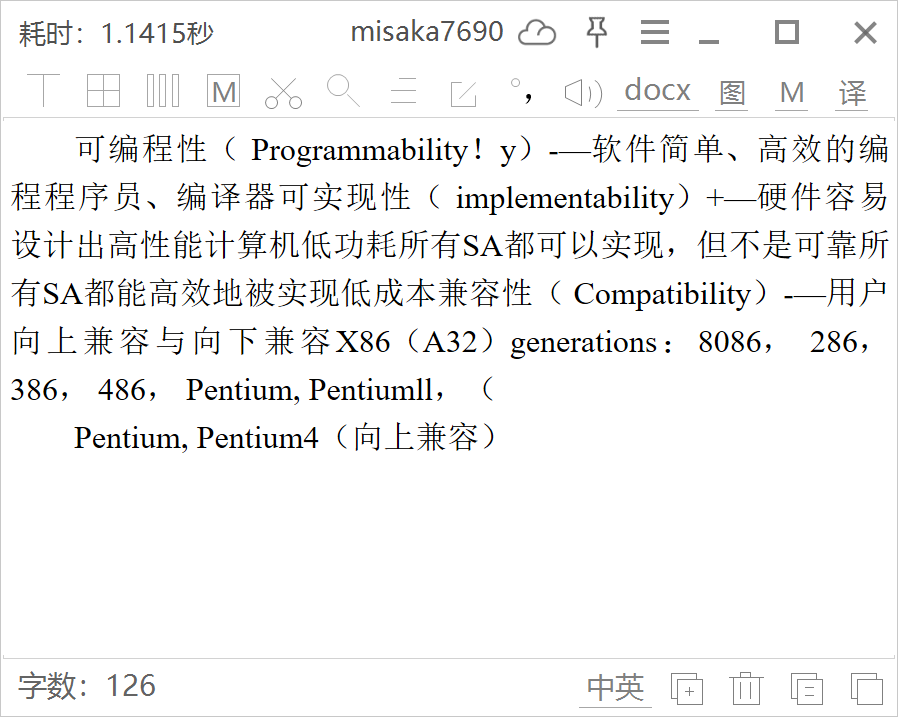 耗时：1.1415秒 misaka7690
M docx 图 M 译
可编程性（ Programmability！y）-—软件简单、高效的编
程程序员、编译器可实现性（ implementability）+—硬件容易
设计出高性能计算机低功耗所有SA都可以实现，但不是可靠所
有SA都能高效地被实现低成本兼容性（ Compatibility）-—用户
向上兼容与向下兼容X86（A32）generations：8086， 286，
386， 486， Pentium, Pentiumll，（
Pentium, Pentium4（向上兼容）
字数：126 中英